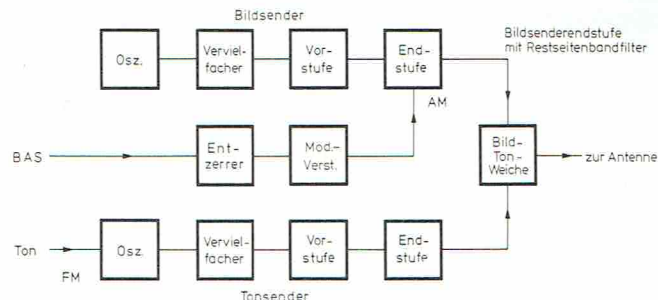 Bildsender
Bildsenderendstufe
mit Restseitenbandfilter
Osz.
Verviel-
facher
Vor-
stufe
End-
stufe
AM
BAS
Ent-
zerrer
Mod.-
Verst.
Bild-
Ton-
Weiche
zur Antenne
Ton
FM
Osz.
Verviel-
facher
Vor-
stufe
End-
stufe
Tonsender